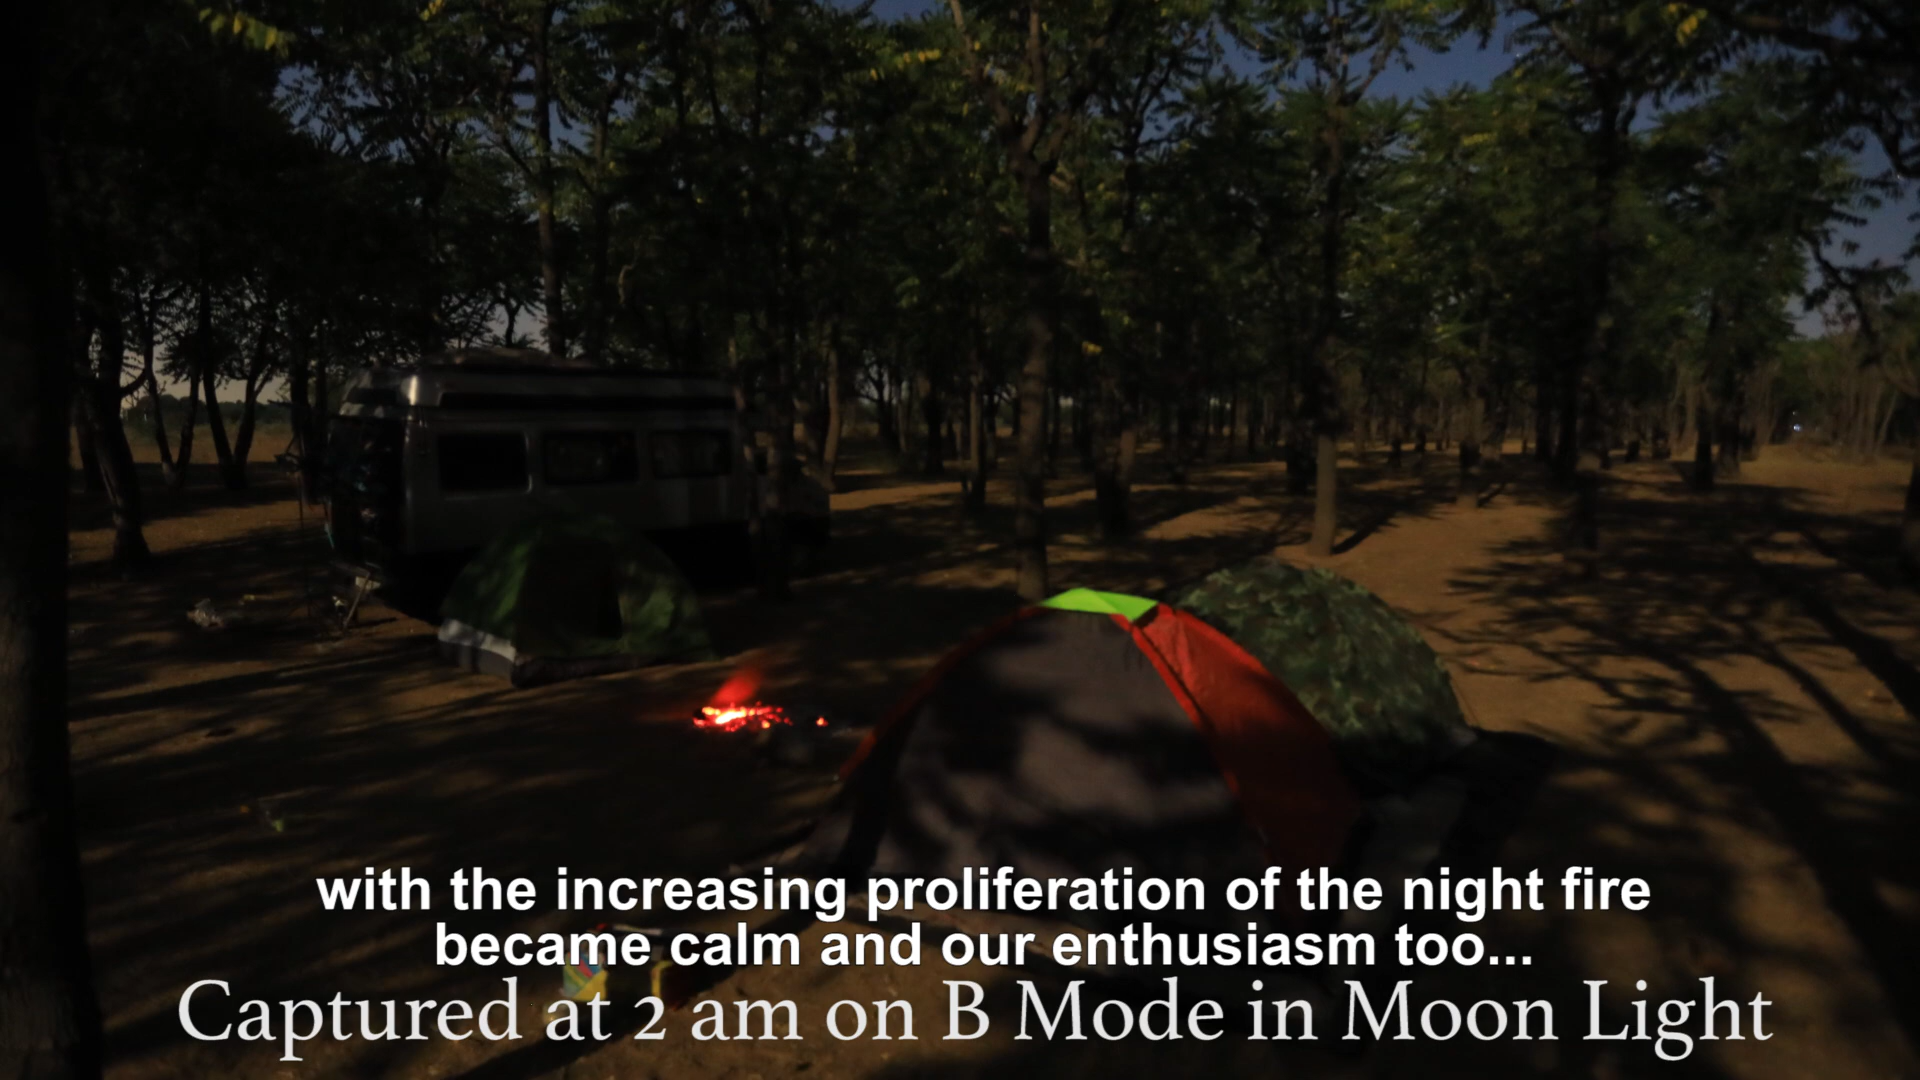 with the increasing proliferation of the night fire
became calm and our enthusiasm too...
Captured at 2 am on B Mode in Moon Light